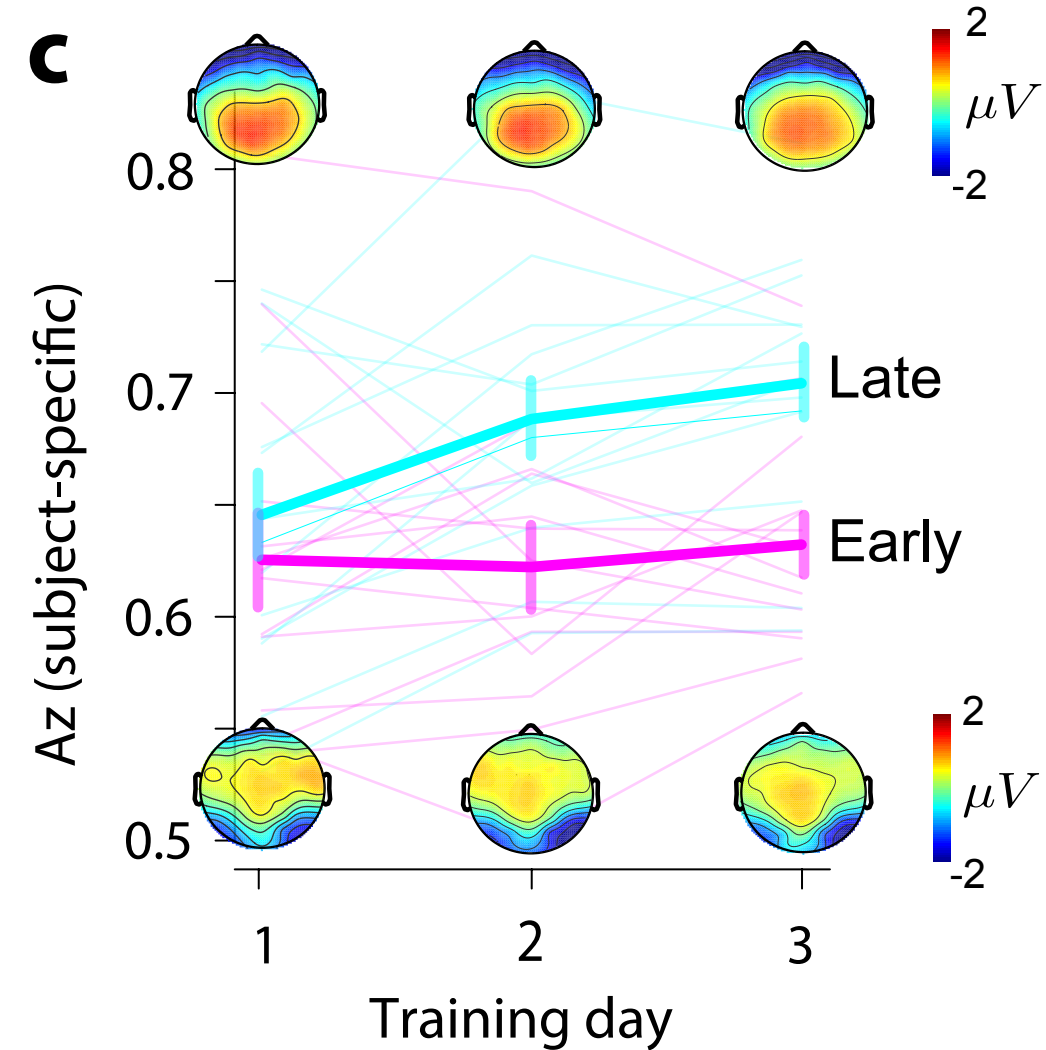 c
2
μV
-2
0.8
0.7
0.6
0.5
Az (subject-specific)
Late
Early
2
μV
-2
1
2
3
Training day